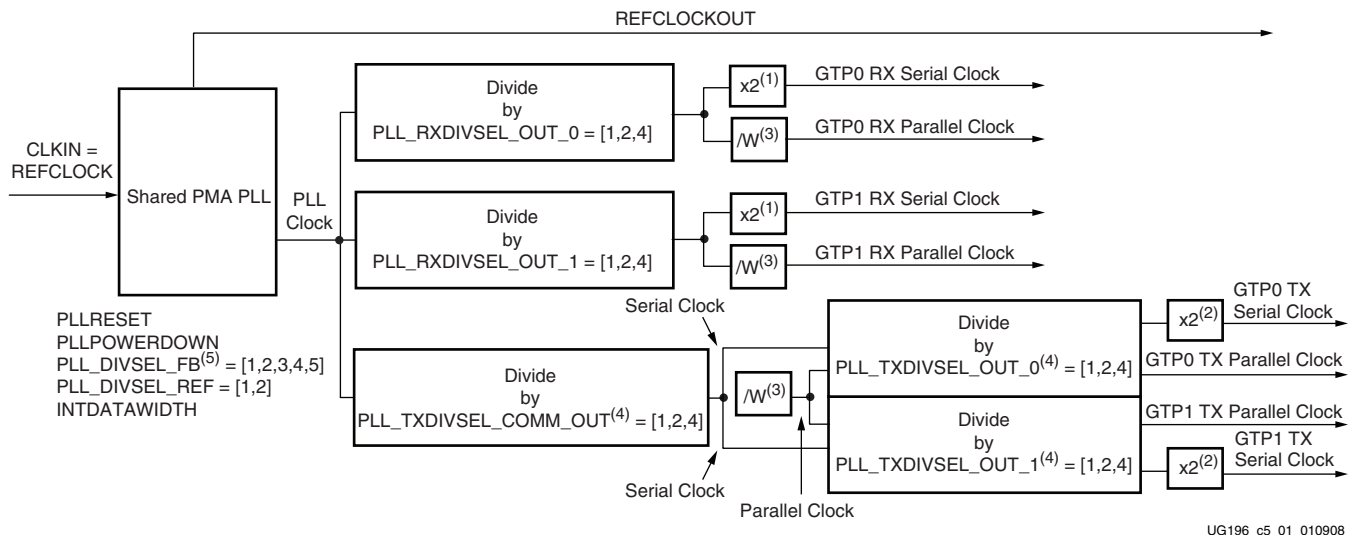 REFCLOCKOUT
CLKIN =
REFCLOCK
Shared PMA PLL
PLL
Clock
Divide
by
PLL_RXDIVSEL_OUT_0 = [1,2,4]
x2(1)
GTP0 RX Serial Clock
/W(3)
GTP0 RX Parallel Clock
Divide
by
PLL_RXDIVSEL_OUT_1 = [1,2,4]
x2(1)
GTP1 RX Serial Clock
/W(3)
GTP1 RX Parallel Clock
PLLRESET
PLLPOWERDOWN
PLL_DIVSEL_FB(5) = [1,2,3,4,5]
PLL_DIVSEL_REF = [1,2]
INTDATAWIDTH
Divide
by
PLL_TXDIVSEL_COMM_OUT(4) = [1,2,4]
Serial Clock
/W(3)
Serial Clock
Parallel Clock
Divide
by
PLL_TXDIVSEL_OUT_0(4) = [1,2,4]
x2(2)
GTP0 TX
Serial Clock
GTP0 TX Parallel Clock
Divide
by
PLL_TXDIVSEL_OUT_1(4) = [1,2,4]
GTP1 TX Parallel Clock
x2(2)
GTP1 TX
Serial Clock
UG196_c5_01_010908